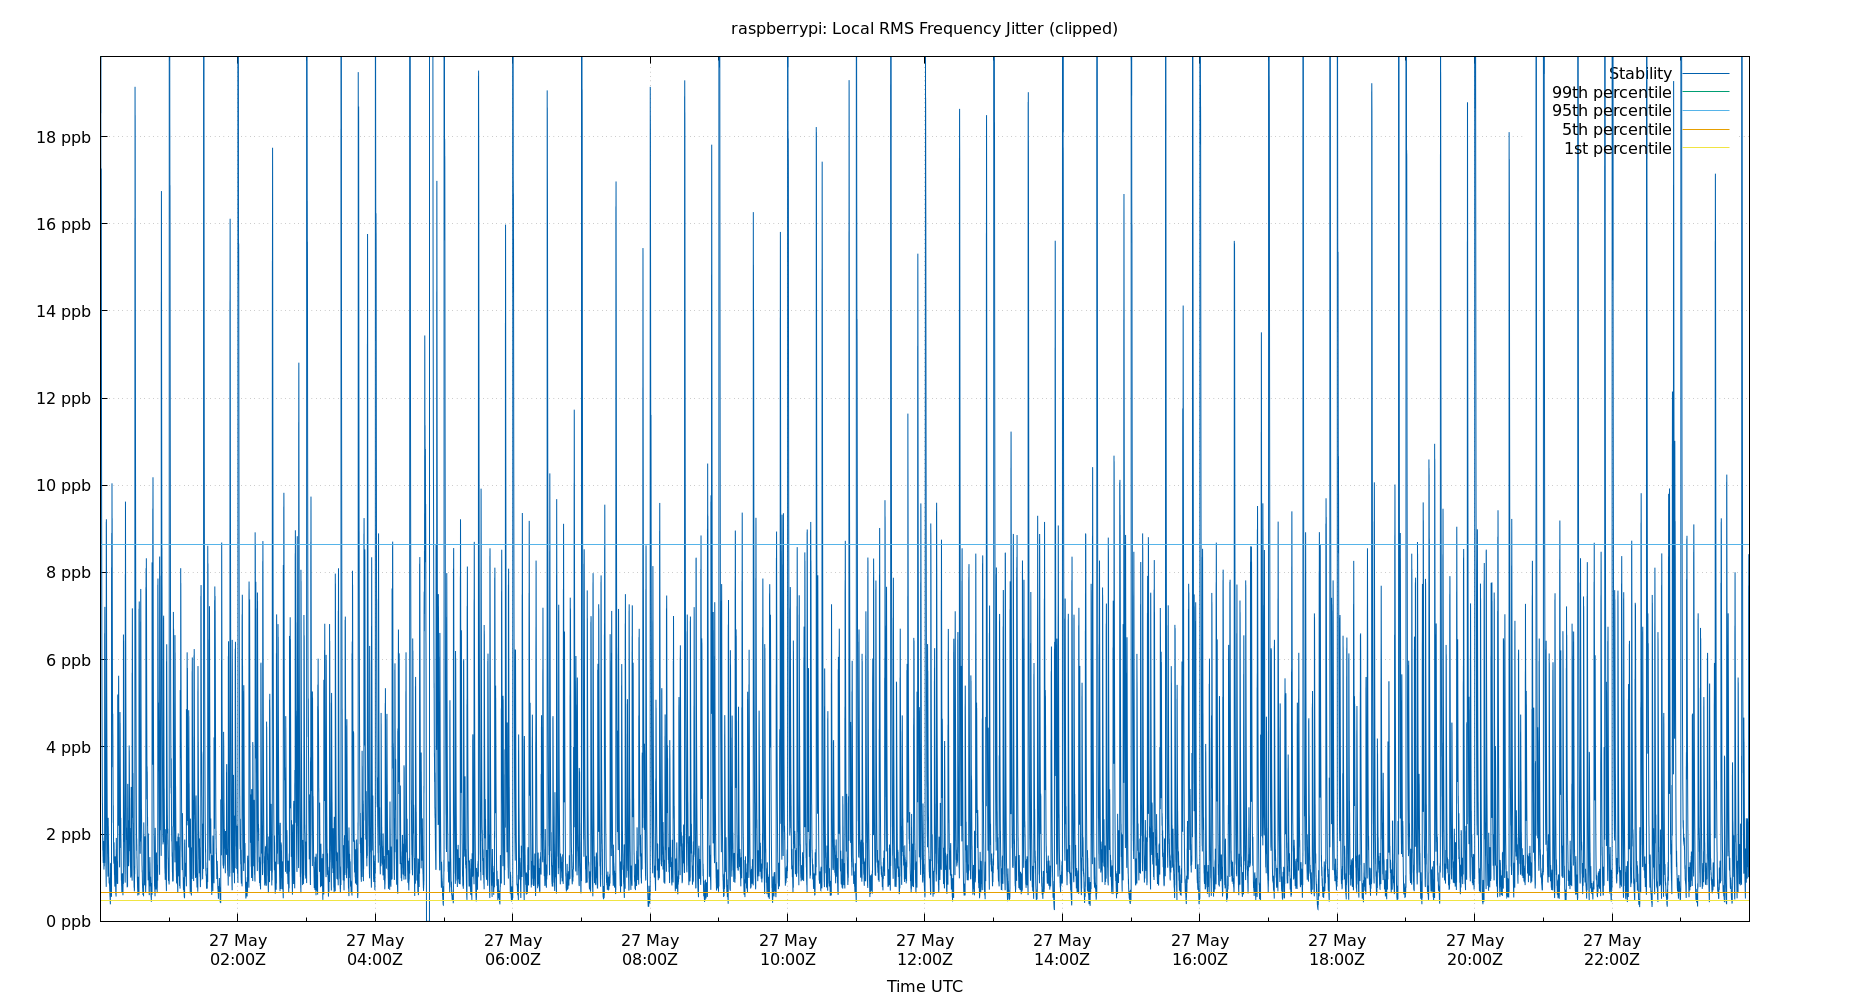 raspberrypi: Local RMS Frequency Jitter (clipped)
Stability
99th percentile
95th percentile
5th percentile
1st percentile
18 ppb
16 ppb
14 ppb
12 ppb
10 ppb
8 ppb
6 ppb
4 ppb
2 ppb
0 ppb
27 May 27 May 27 May 27 May 27 May 27 May 27 May 27 May 27 May 27 May 27 May
02:00Z 04:00Z 06:00Z 08:00Z 10:00Z 12:00Z 14:00Z 16:00Z 18:00Z 20:00Z 22:00Z
Time UTC